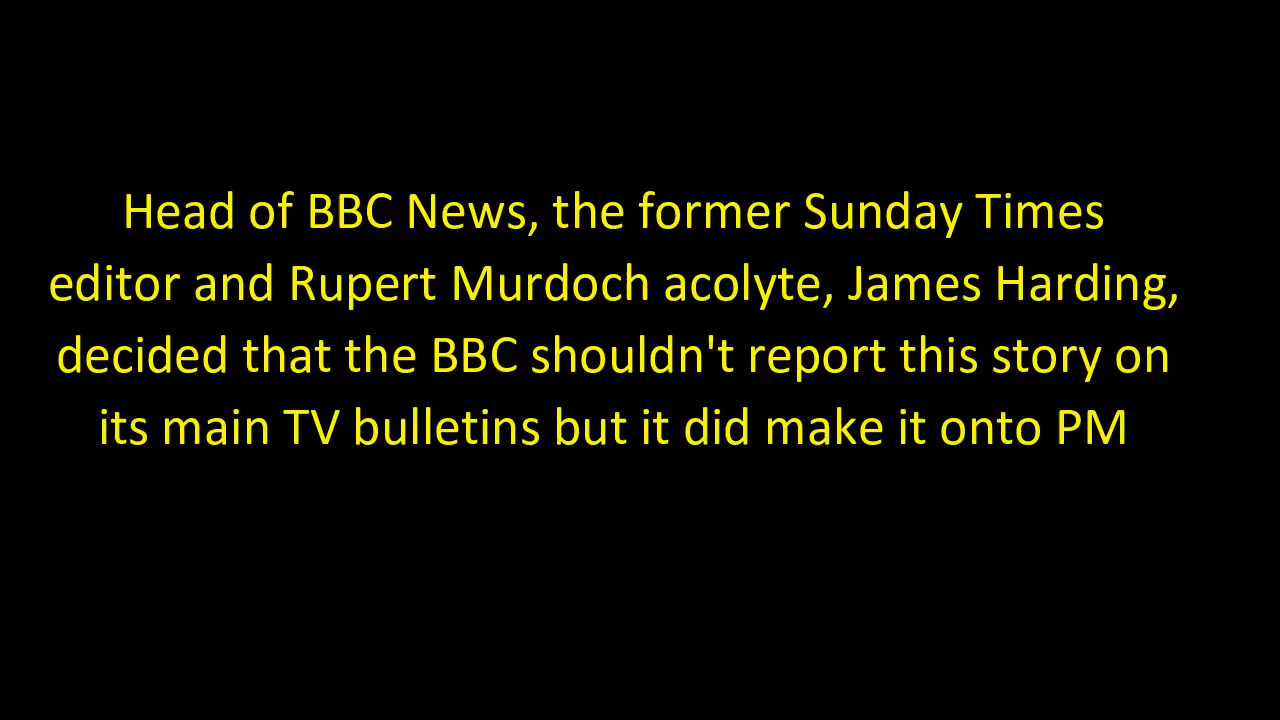 Head of BBC News, the former Sunday Times
editor and Rupert Murdoch acolyte, James Harding,
decided that the BBC shouldn't report this story on
its main TV bulletins but it did make it onto PM